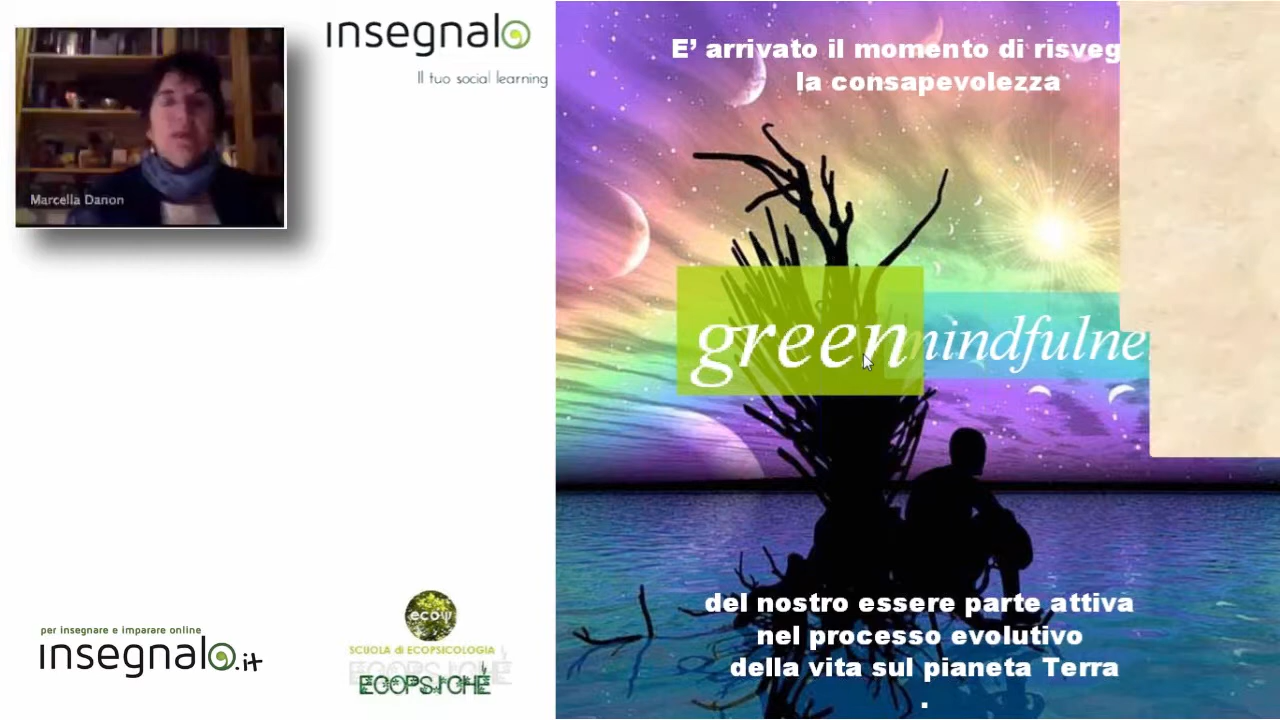 insegnalo
Il tuo social learning
Marcella Danon
E' arrivato il momento di risveg
la consapevolezza
green
mindfulne
del nostro essere parte attiva
nel processo evolutivo
della vita sul pianeta Terra
.
eco
SCUOLA di ECOPSICOLOGIA
ECOPSICHÉ
per insegnare e imparare online
insegnalo.it